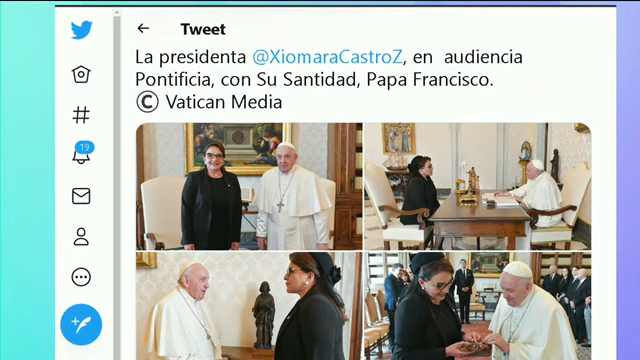 Tweet
La presidenta @XiomaraCastroZ, en audiencia
Pontificia, con Su Santidad, Papa Francisco.
© Vatican Media
19